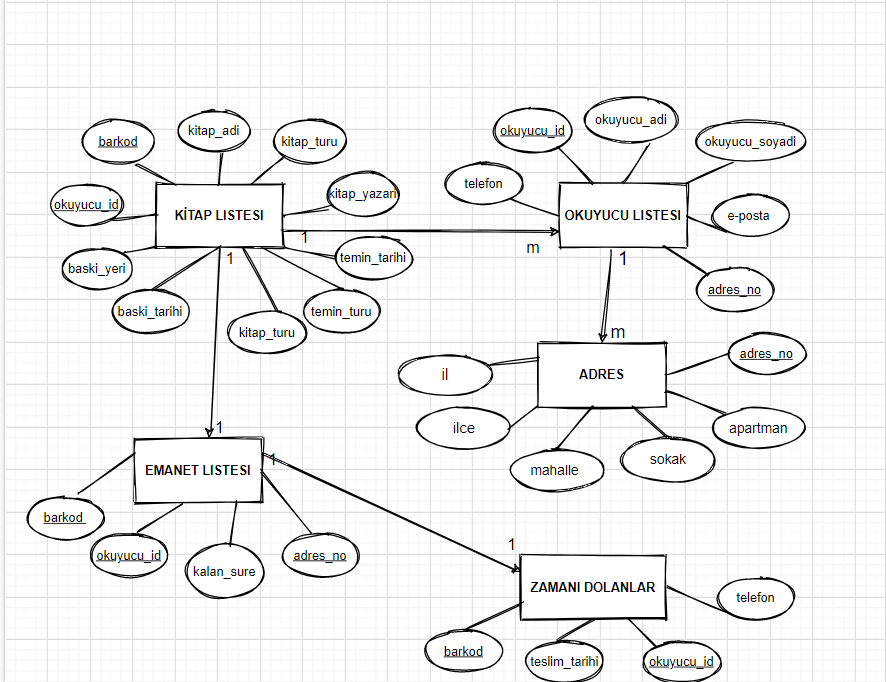 barkod
kitap_adi
kitap_turu
okuyucu_id
KİTAP LISTESI
kitap_yazari
baski_yeri
baski_tarihi
kitap_turu
temin_turu
temin_tarihi
1
1
m
okuyucu_id
okuyucu_adi
okuyucu_soyadi
telefon
OKUYUCU LISTESI
e-posta
adres_no
1
m
il
ADRES
adres_no
ilce
apartman
mahalle
sokak
1
EMANET LISTESI
1
barkod
okuyucu_id
kalan_sure
adres_no
1
ZAMANI DOLANLAR
telefon
barkod
teslim_tarihi
okuyucu_id